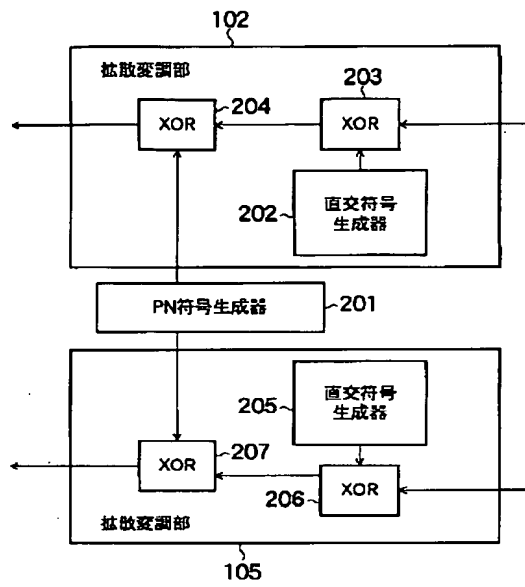 102
拡散変調部
203
204
XOR
XOR
202
直交符号
生成器
PN符号生成器
201
205
直交符号
生成器
XOR
207
XOR
206
拡散変調部
105